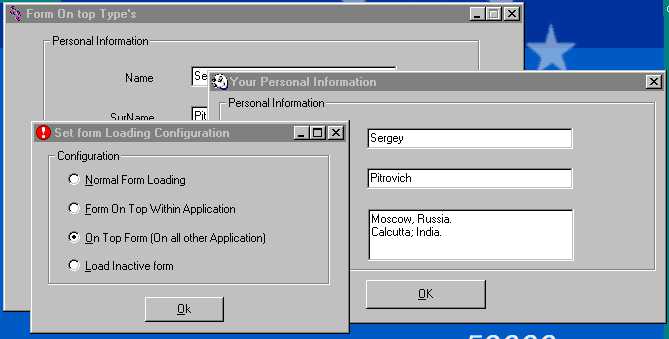 Form On top Type's
Personal Information
Name
Se
SurName
Pit
Your Personal Information
Personal Information
Sergey
Pitrovich
Moscow, Russia.
Calcutta; India.
OK
Set form Loading Configuration
Configuration
Normal Form Loading
Form On Top Within Application
On Top Form (On all other Application)
Load Inactive form
Ok